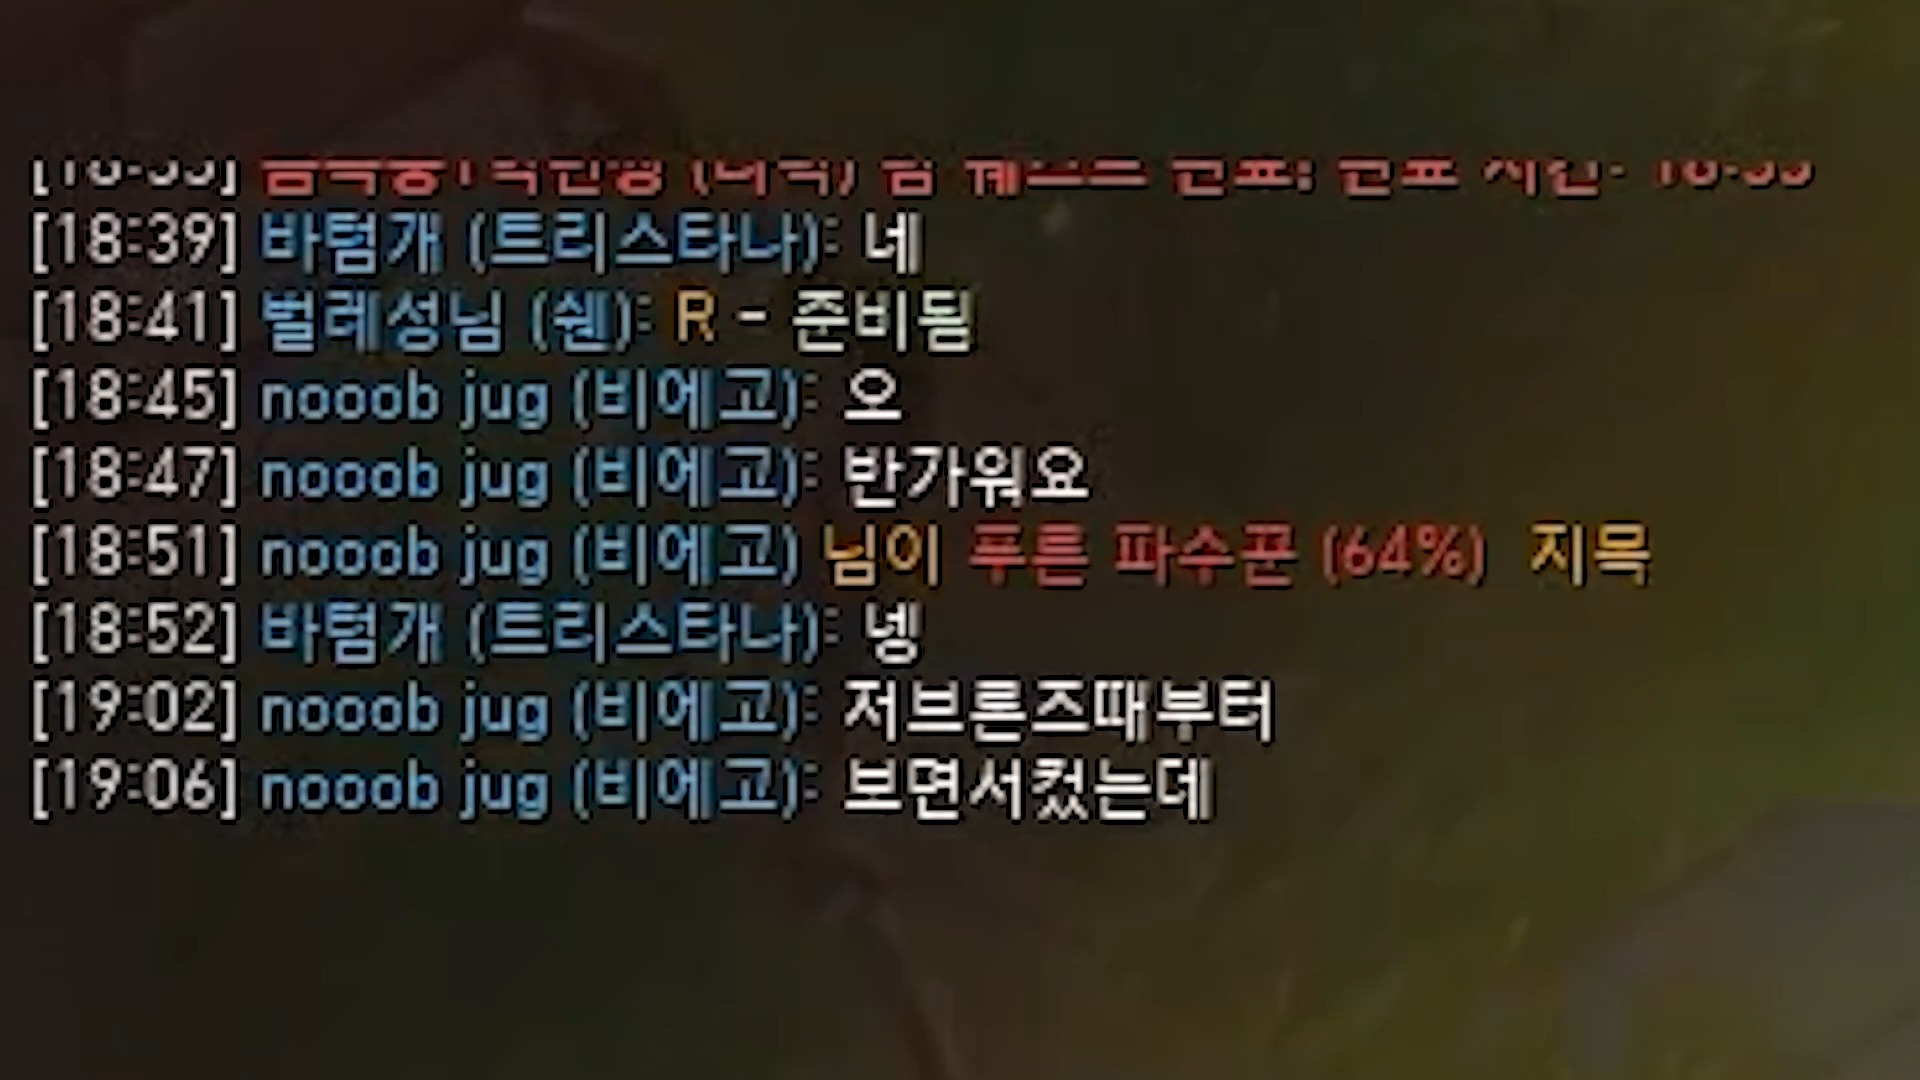 [18:39] 바텀개 (트리스타나): 네
[18:41] 벌레성님 (쉔): R - 준비됨
[18:45] nooob jug (비에고): 오
[18:47] nooob jug (비에고): 반가워요
[18:51] nooob jug (비에고) 님이 푸른 파수꾼 (64%) 지목
[18:52] 바텀개 (트리스타나): 넹
[19:02] nooob jug (비에고): 저브론즈때부터
[19:06] nooob jug (비에고): 보면서컸는데